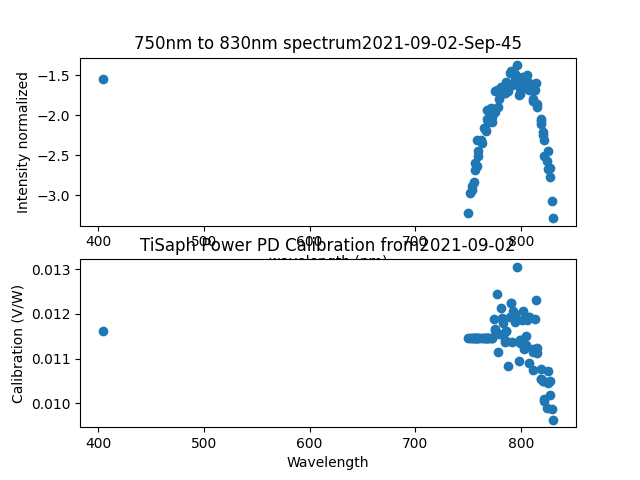 750nm to 830nm spectrum2021-09-02-Sep-45
Intensity normalized
−1.5
−2.0
−2.5
−3.0
400 500 600 700 800
wavelength (nm)
TiSaph Power PD Calibration from2021-09-02
Calibration (V/W)
0.013
0.012
0.011
0.010
400 500 600 700 800
Wavelength